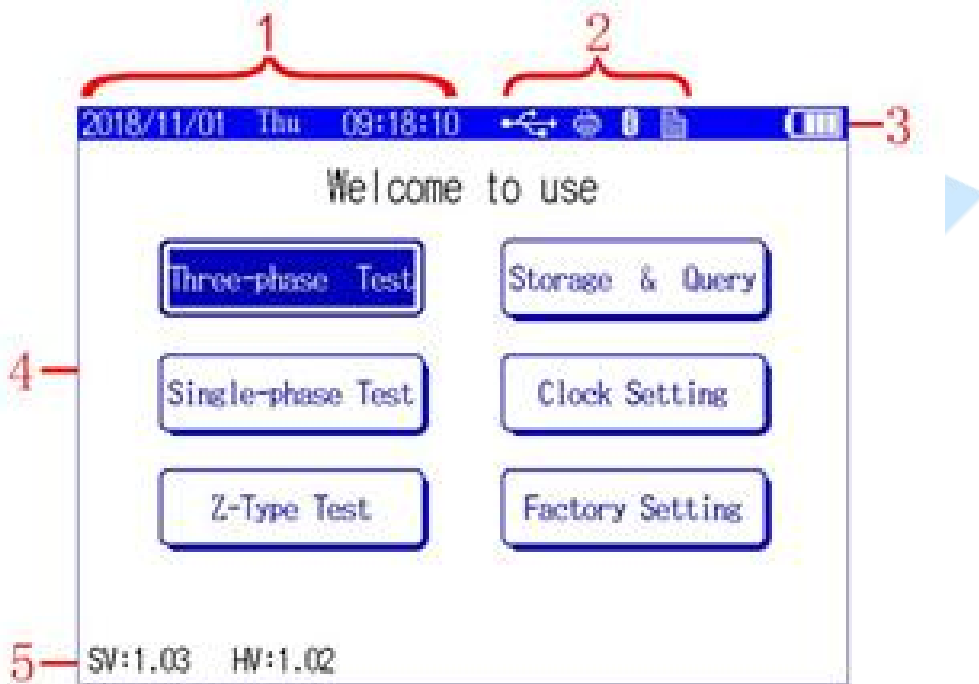 1 2
2018/11/01 Thu 09:18:10
3
Welcome to use
Three-phase Test
Storage & Query
4
Single-phase Test
Clock Setting
Z-Type Test
Factory Setting
5
SV:1.03 HV:1.02